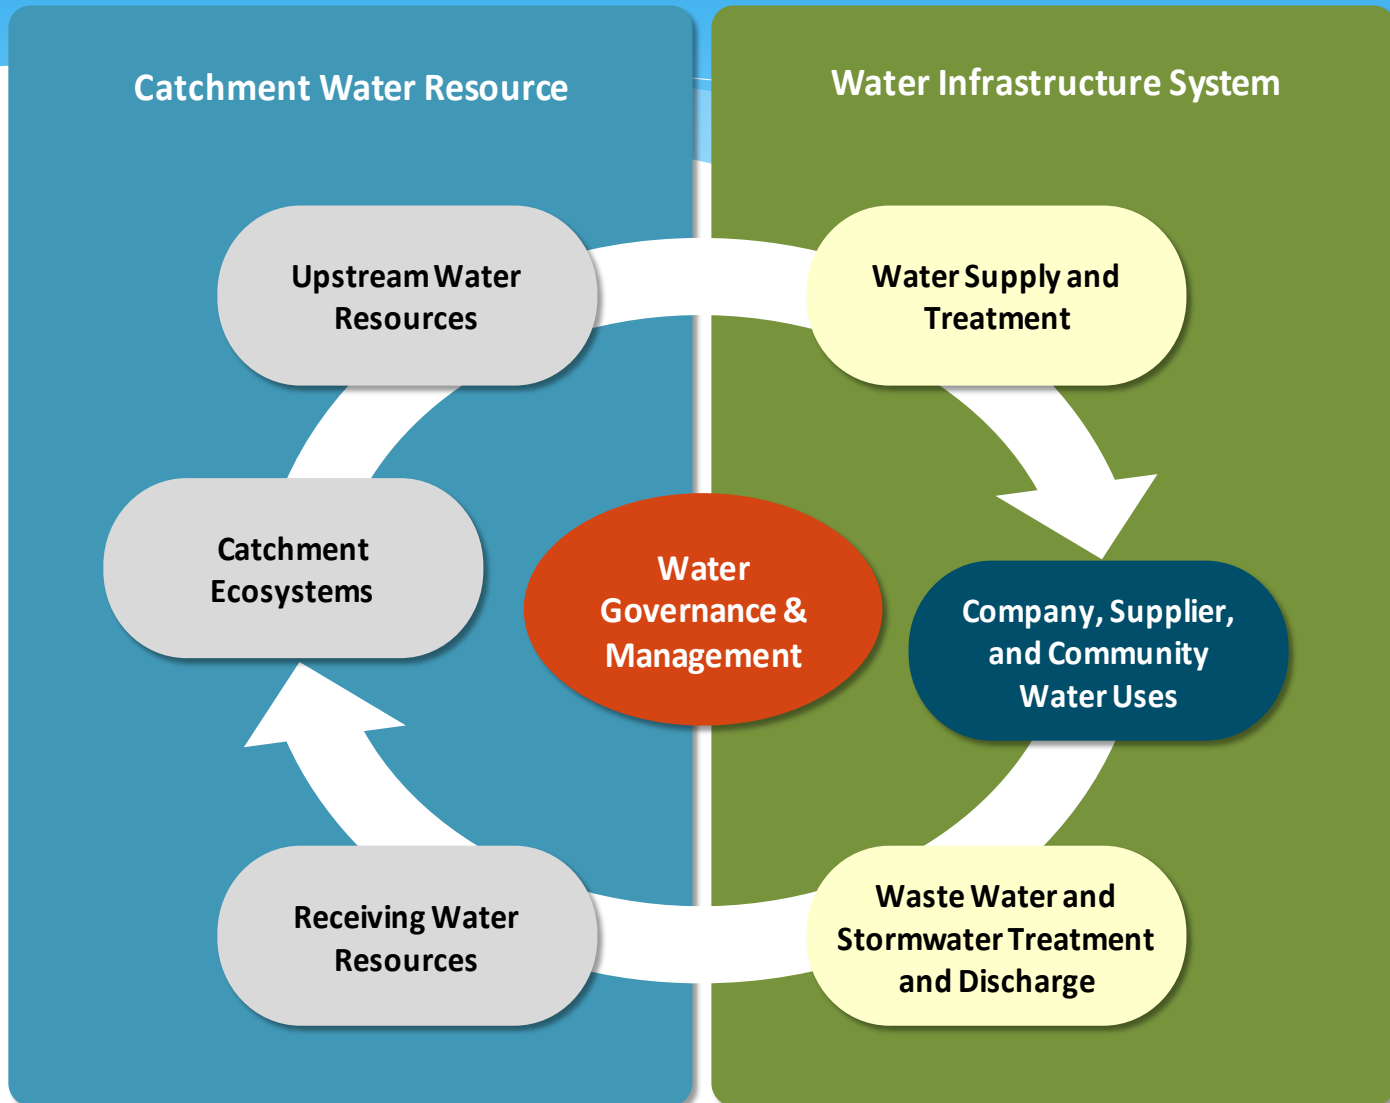 Catchment Water Resource
Water Infrastructure System
Upstream Water
Resources
Water Supply and
Treatment
Catchment
Ecosystems
Water
Governance &
Management
Company, Supplier,
and Community
Water Uses
Receiving Water
Resources
Waste Water and
Stormwater Treatment
and Discharge